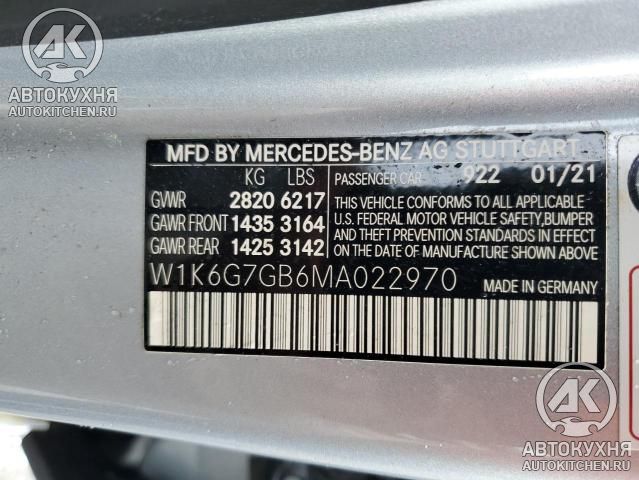 AK
АВТОКУХНЯ
AUTOKITCHEN.RU
MFD BY MERCEDES-BENZ AG STUTTGART
KG LBS PASSENGER CAR 922 01/21
GVWR 2820 6217
GAWR FRONT 1435 3164
GAWR REAR 1425 3142
THIS VEHICLE CONFORMS TO ALL APPLICABLE
U.S. FEDERAL MOTOR VEHICLE SAFETY,BUMPER
AND THEFT PREVENTION STANDARDS IN EFFECT
ON THE DATE OF MANUFACTURE SHOWN ABOVE
W1K6G7GB6MA022970 MADE IN GERMANY
AK
АВТОКУХНЯ
AUTOKITCHEN.RU